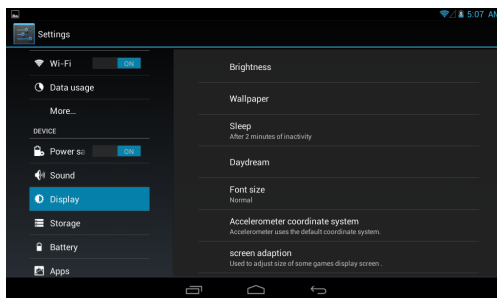 5:07 AM
Settings
Wi-Fi
ON
Data usage
More...
DEVICE
Power sa
ON
Sound
Display
Storage
Battery
Apps
Brightness
Wallpaper
Sleep
After 2 minutes of inactivity
Daydream
Font size
Normal
Accelerometer coordinate system
Accelerometer uses the default coordinate system.
screen adaption
Used to adjust size of some games display screen .